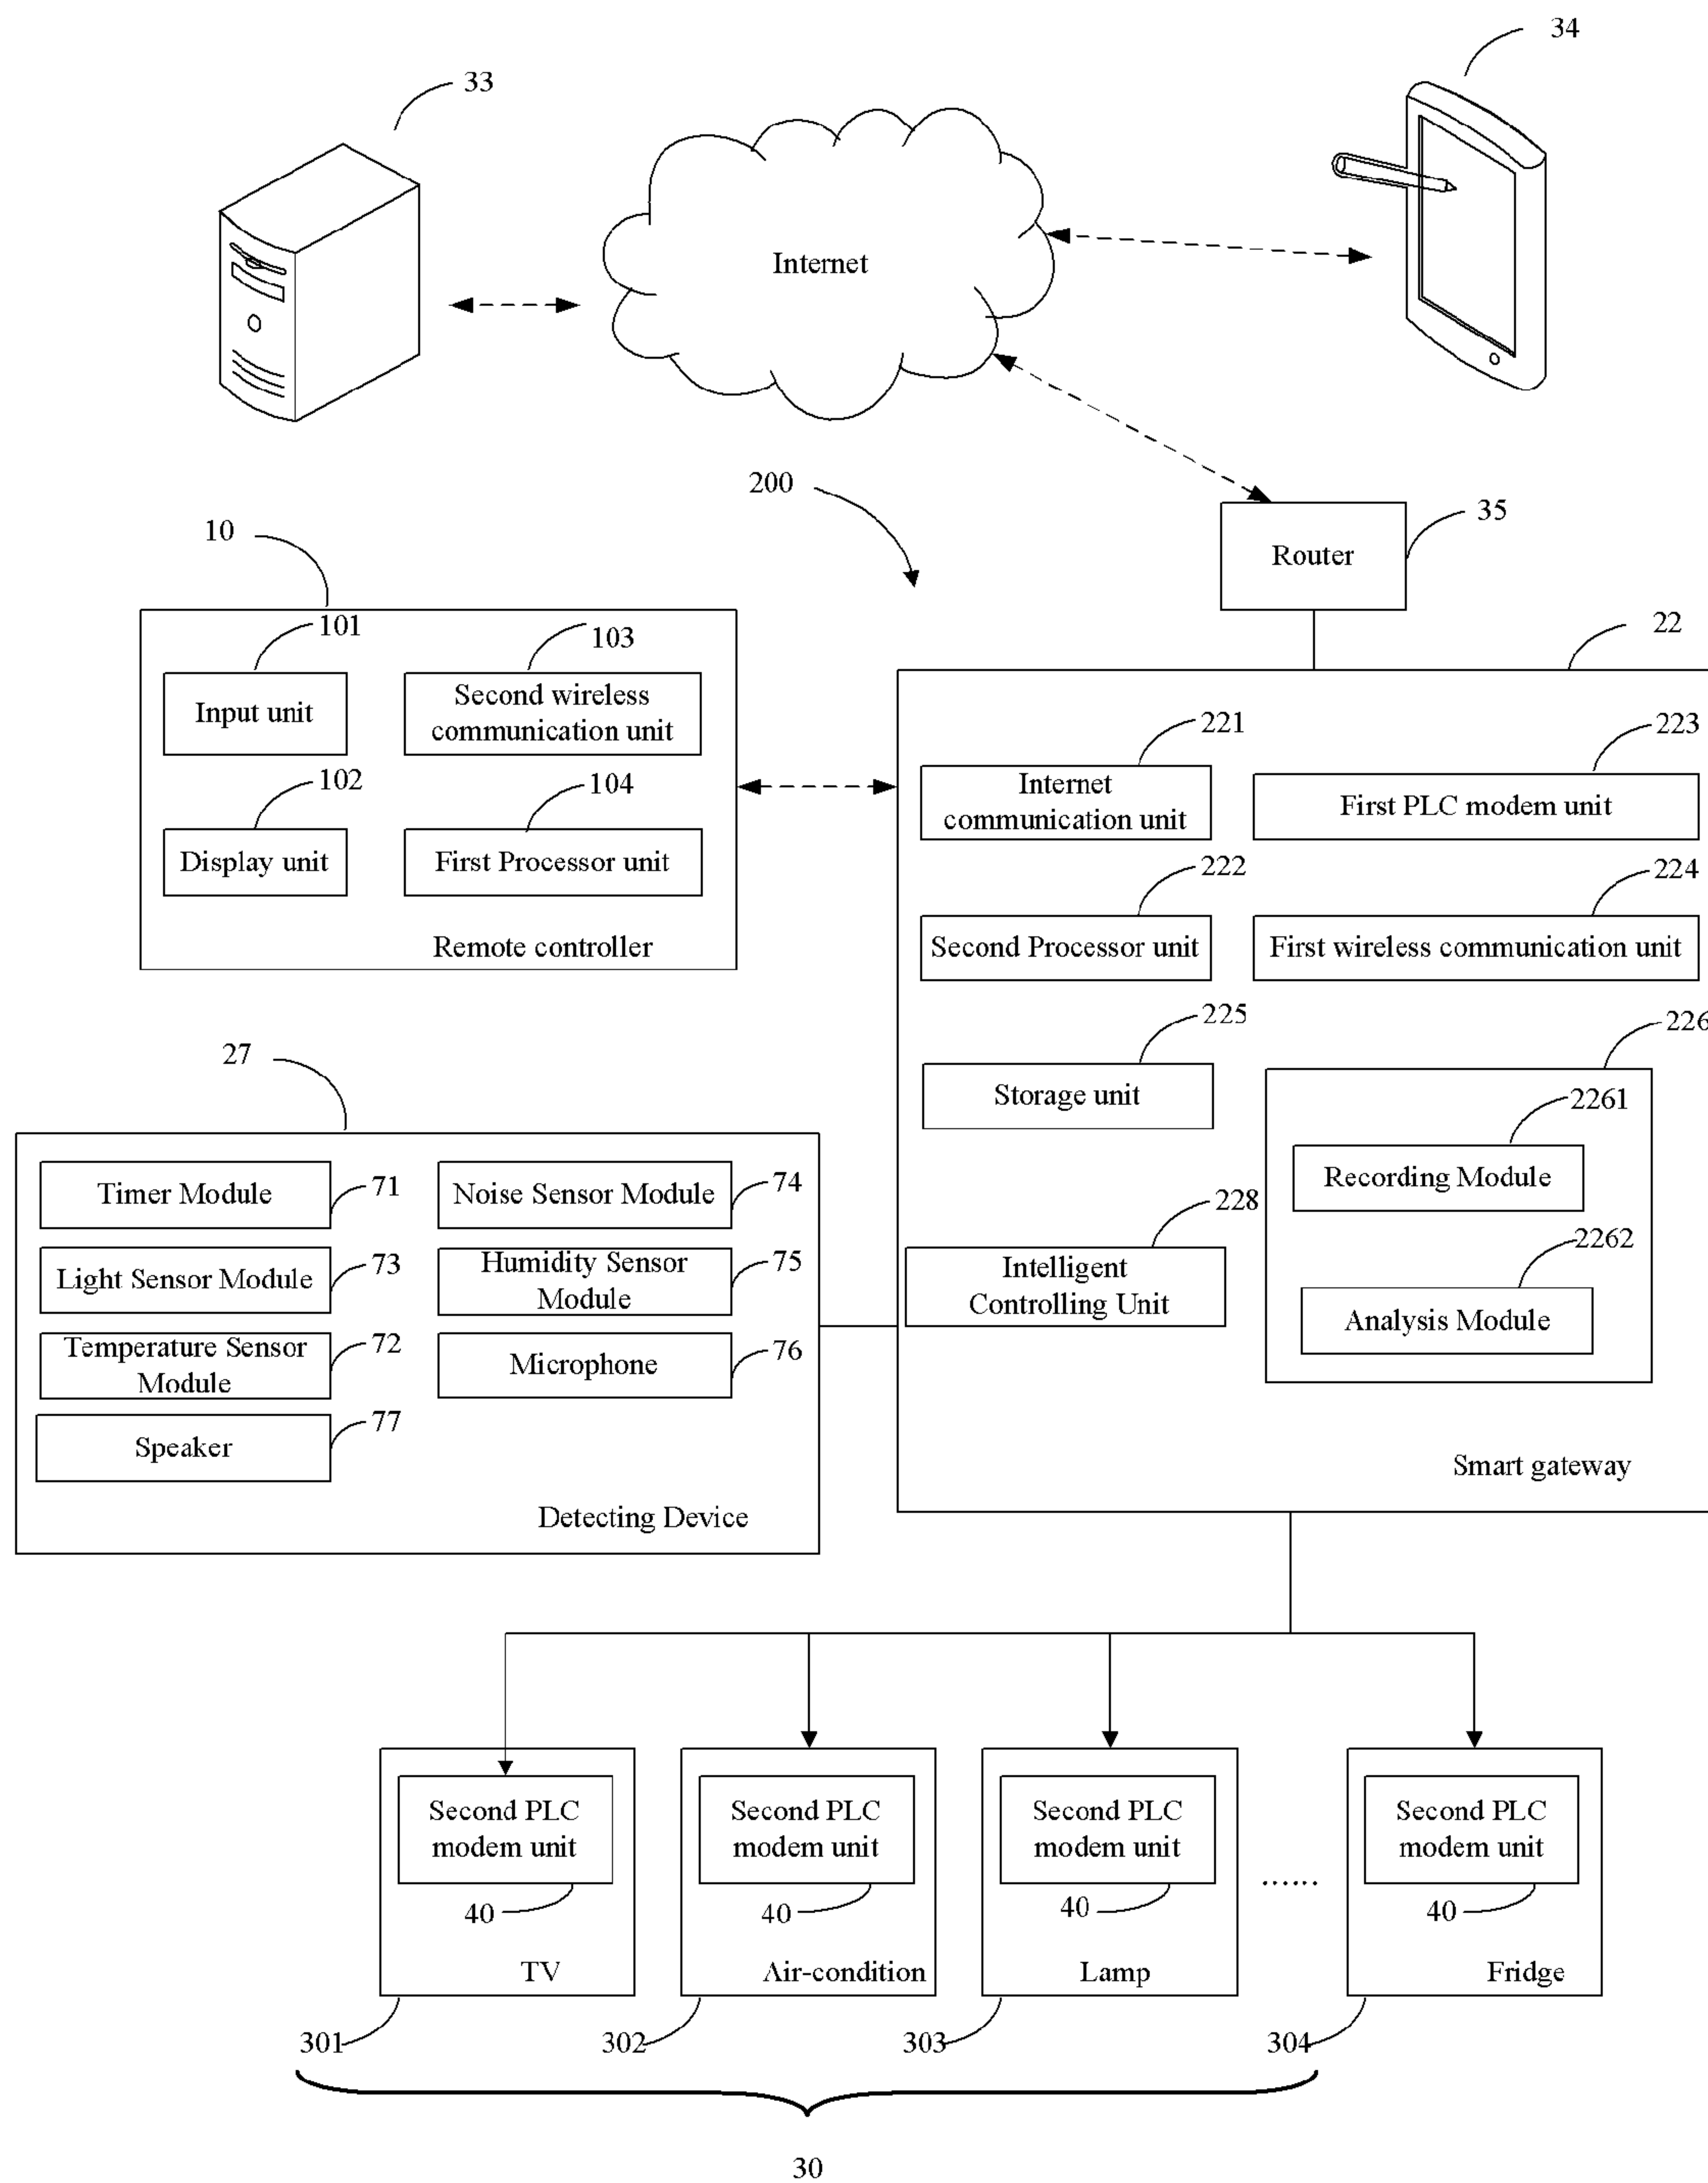 34
33
Internet
200
35
Router
10
101
Input unit
103
Second wireless
communication unit
102
Display unit
104
First Processor unit
Remote controller
22
221
Internet
communication unit
223
First PLC modem unit
222
Second Processor unit
224
First wireless communication unit
225
Storage unit
226
2261
Recording Module
2262
Analysis Module
228
Intelligent
Controlling Unit
Smart gateway
27
Timer Module
71
Noise Sensor Module
74
Light Sensor Module
73
Humidity Sensor
Module
75
Temperature Sensor
Module
72
Microphone
76
Speaker
77
Detecting Device
Second PLC
modem unit
40
TV
301
Second PLC
modem unit
40
Air-condition
302
Second PLC
modem unit
40
Lamp
303
......
Second PLC
modem unit
40
Fridge
304
30